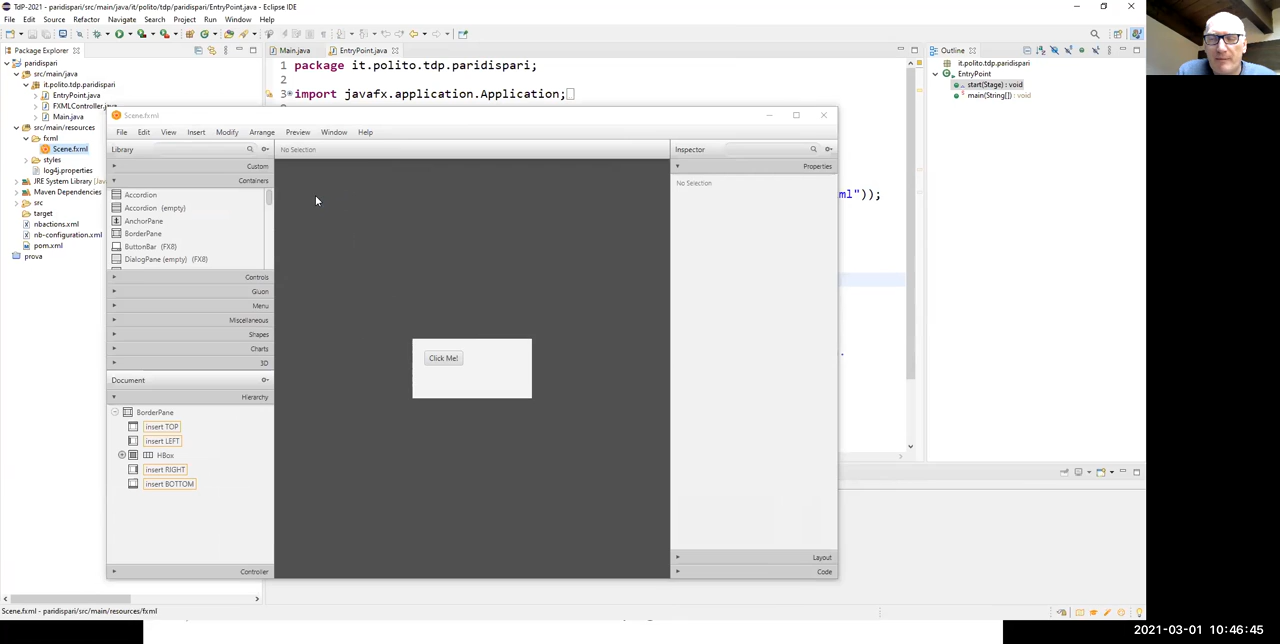 TdP-2021 - paridispari/src/main/java/it/polito/tdp/paridispari/EntryPoint.java - Eclipse IDE
File Edit Source Refactor Navigate Search Project Run Window Help
Package Explorer
Main.java
EntryPoint.java
Outline
paridispari
src/main/java
it.polito.tdp.paridispari
EntryPoint.java
FXMLController.java
Main.java
src/main/resources
fxml
Scene.fxml
styles
log4j.properties
JRE System Library [Java
Maven Dependencies
src
target
nbactions.xml
nb-configuration.xml
pom.xml
prova
1 package it.polito.tdp.paridispari;
2
3 import javafx.application.Application;
ml"));
it.polito.tdp.paridispari
EntryPoint
start(Stage) : void
main(String[]) : void
Scene.fxml
File Edit View Insert Modify Arrange Preview Window Help
Library
Custom
Containers
Accordion
Accordion (empty)
AnchorPane
BorderPane
ButtonBar (FX8)
DialogPane (empty) (FX8)
Controls
Gluon
Menu
Miscellaneous
Shapes
Charts
3D
Document
Hierarchy
BorderPane
insert TOP
insert LEFT
HBox
insert RIGHT
insert BOTTOM
Controller
No Selection
Click Me!
Inspector
Properties
No Selection
Layout
Code
Scene.fxml - paridispari/src/main/resources/fxml
2021-03-01 10:46:45